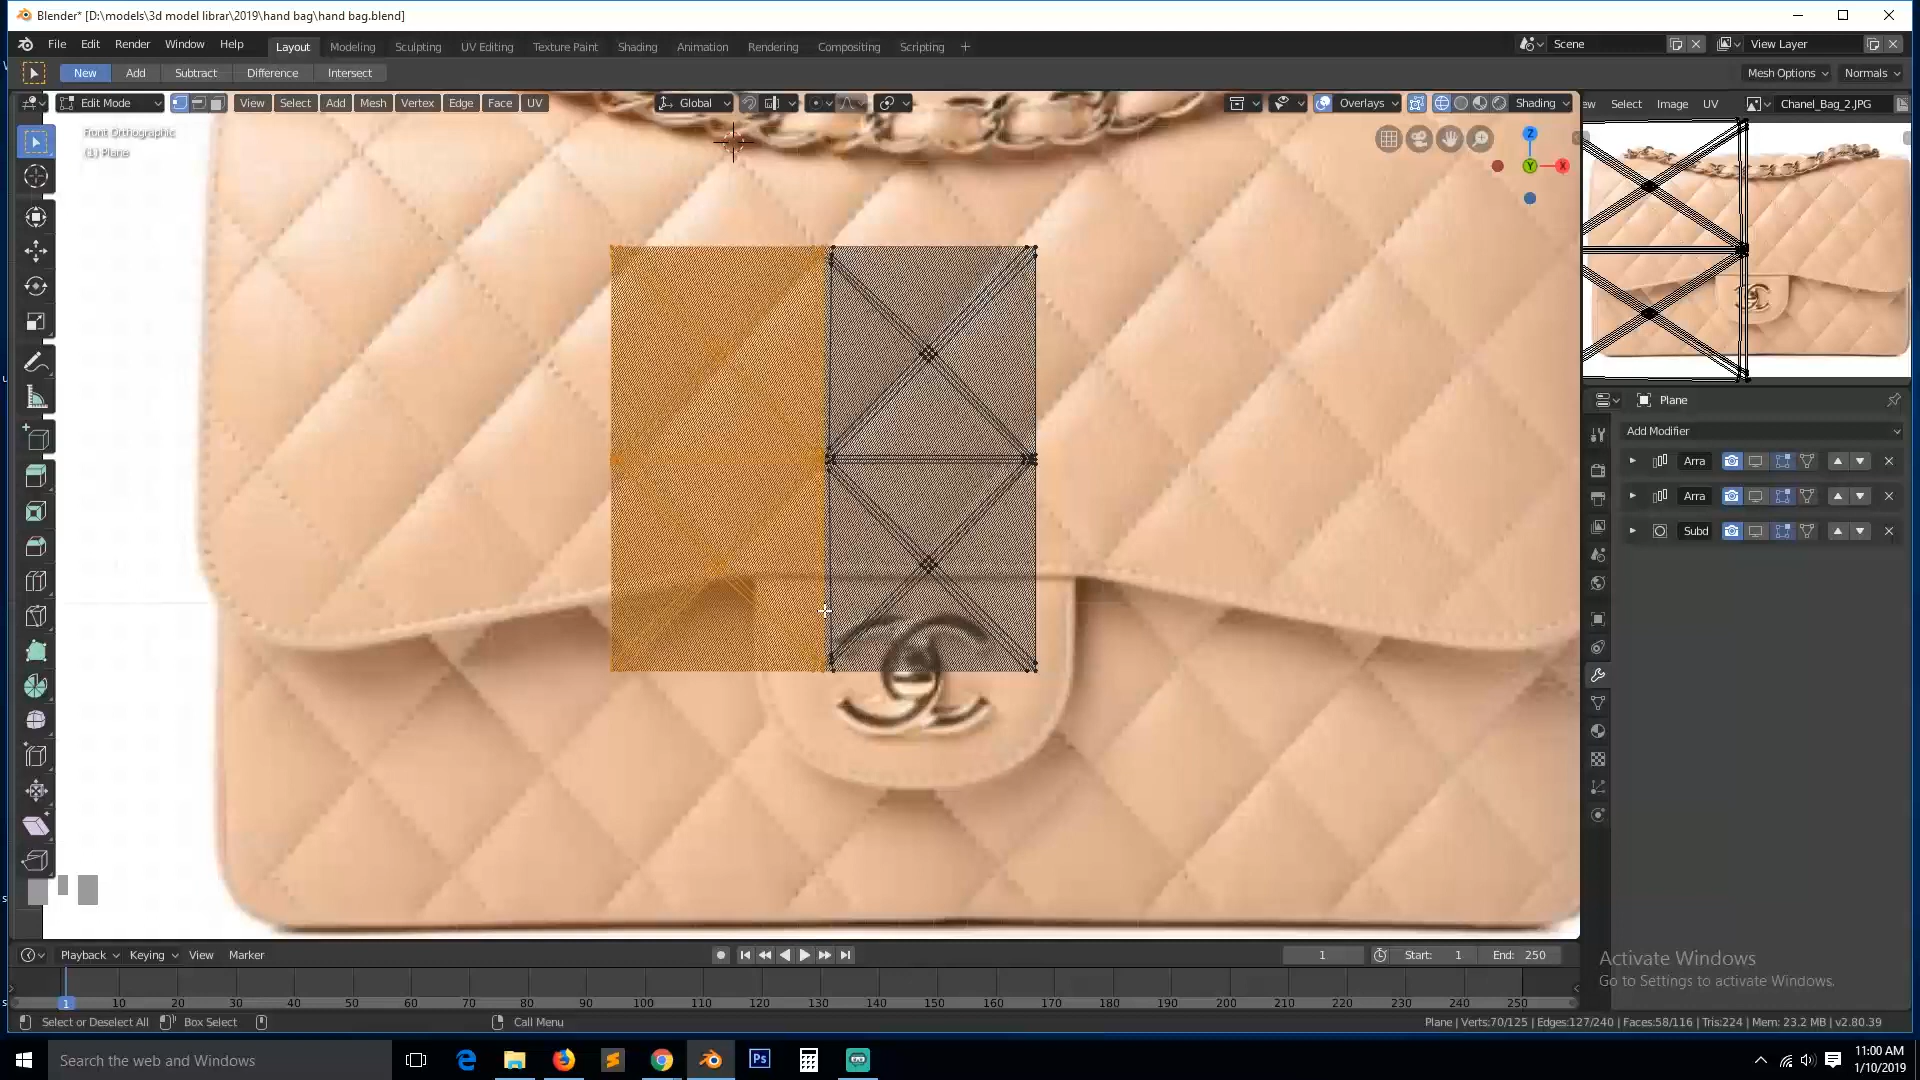 Blender* [D:\models\3d model librar\2019\hand bag\hand bag.blend]
File Edit Render Window Help Layout Modeling Sculpting UV Editing Texture Paint Shading Animation Rendering Compositing Scripting + Scene View Layer
New Add Subtract Difference Intersect Mesh Options Normals
Edit Mode View Select Add Mesh Vertex Edge Face UV Global Overlays Shading ew Select Image UV Chanel_Bag_2.JPG
Front Orthographic
(1) Plane
Z
Y
X
Plane
Add Modifier
Arra
Arra
Subd
Playback Keying View Marker 1 Start: 1 End: 250
Activate Windows
Go to Settings to activate Windows.
1 10 20 30 40 50 60 70 80 90 100 110 120 130 140 150 160 170 180 190 200 210 220 230 240 250
Select or Deselect All Box Select Call Menu Plane | Verts:70/125 | Edges:127/240 | Faces:58/116 | Tris:224 | Mem: 23.2 MB | v2.80.39
Search the web and Windows
Ps
11:00 AM
1/10/2019